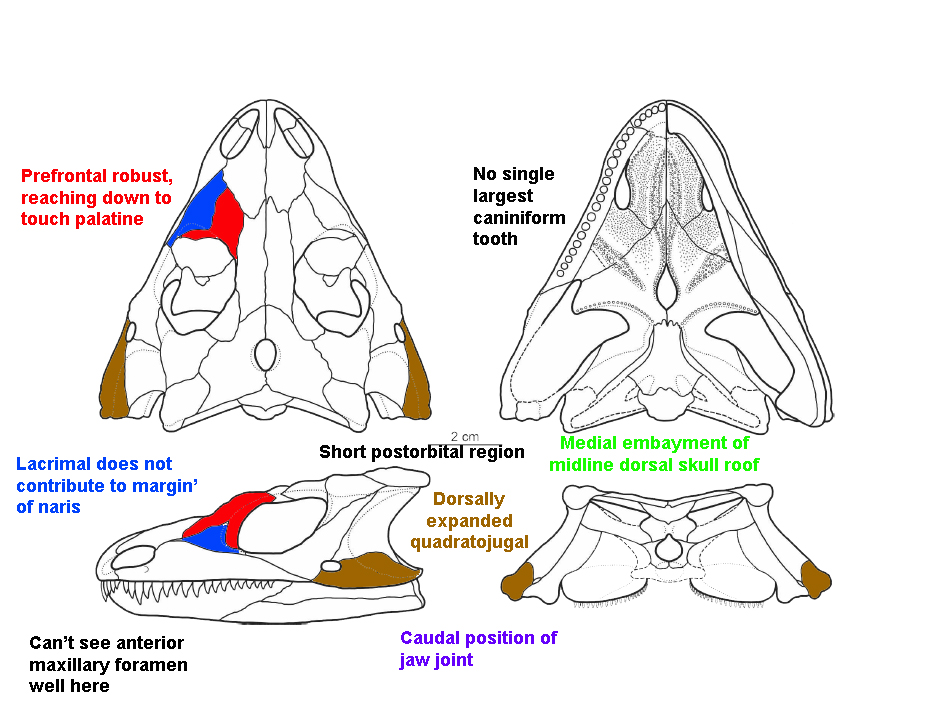 Prefrontal robust,
reaching down to
touch palatine
No single
largest
caniniform
tooth
2 cm
Short postorbital region
Medial embayment of
midline dorsal skull roof
Lacrimal does not
contribute to margin’
of naris
Dorsally
expanded
quadratojugal
Can’t see anterior
maxillary foramen
well here
Caudal position of
jaw joint